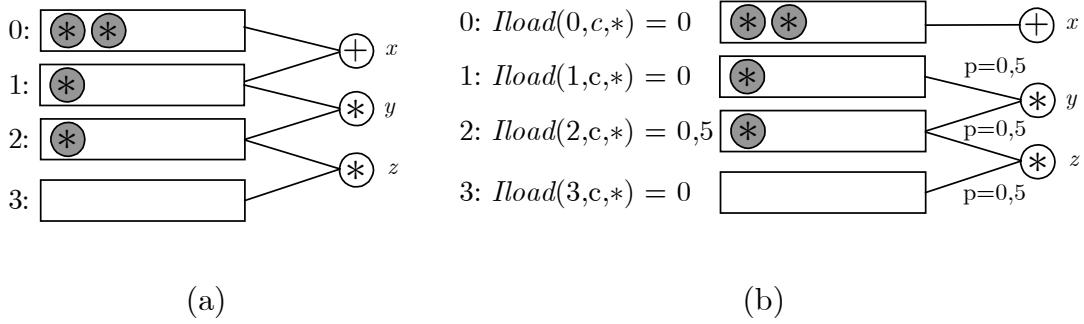 0: ∗ ∗ + x
1: ∗ ∗ y
2: ∗ ∗ z
3:
(a)
0: Iload(0,c,∗) = 0 ∗ ∗ + x
p=0,5
1: Iload(1,c,∗) = 0 ∗ ∗ y
2: Iload(2,c,∗) = 0,5 ∗ p=0,5
∗ z
3: Iload(3,c,∗) = 0 p=0,5
(b)